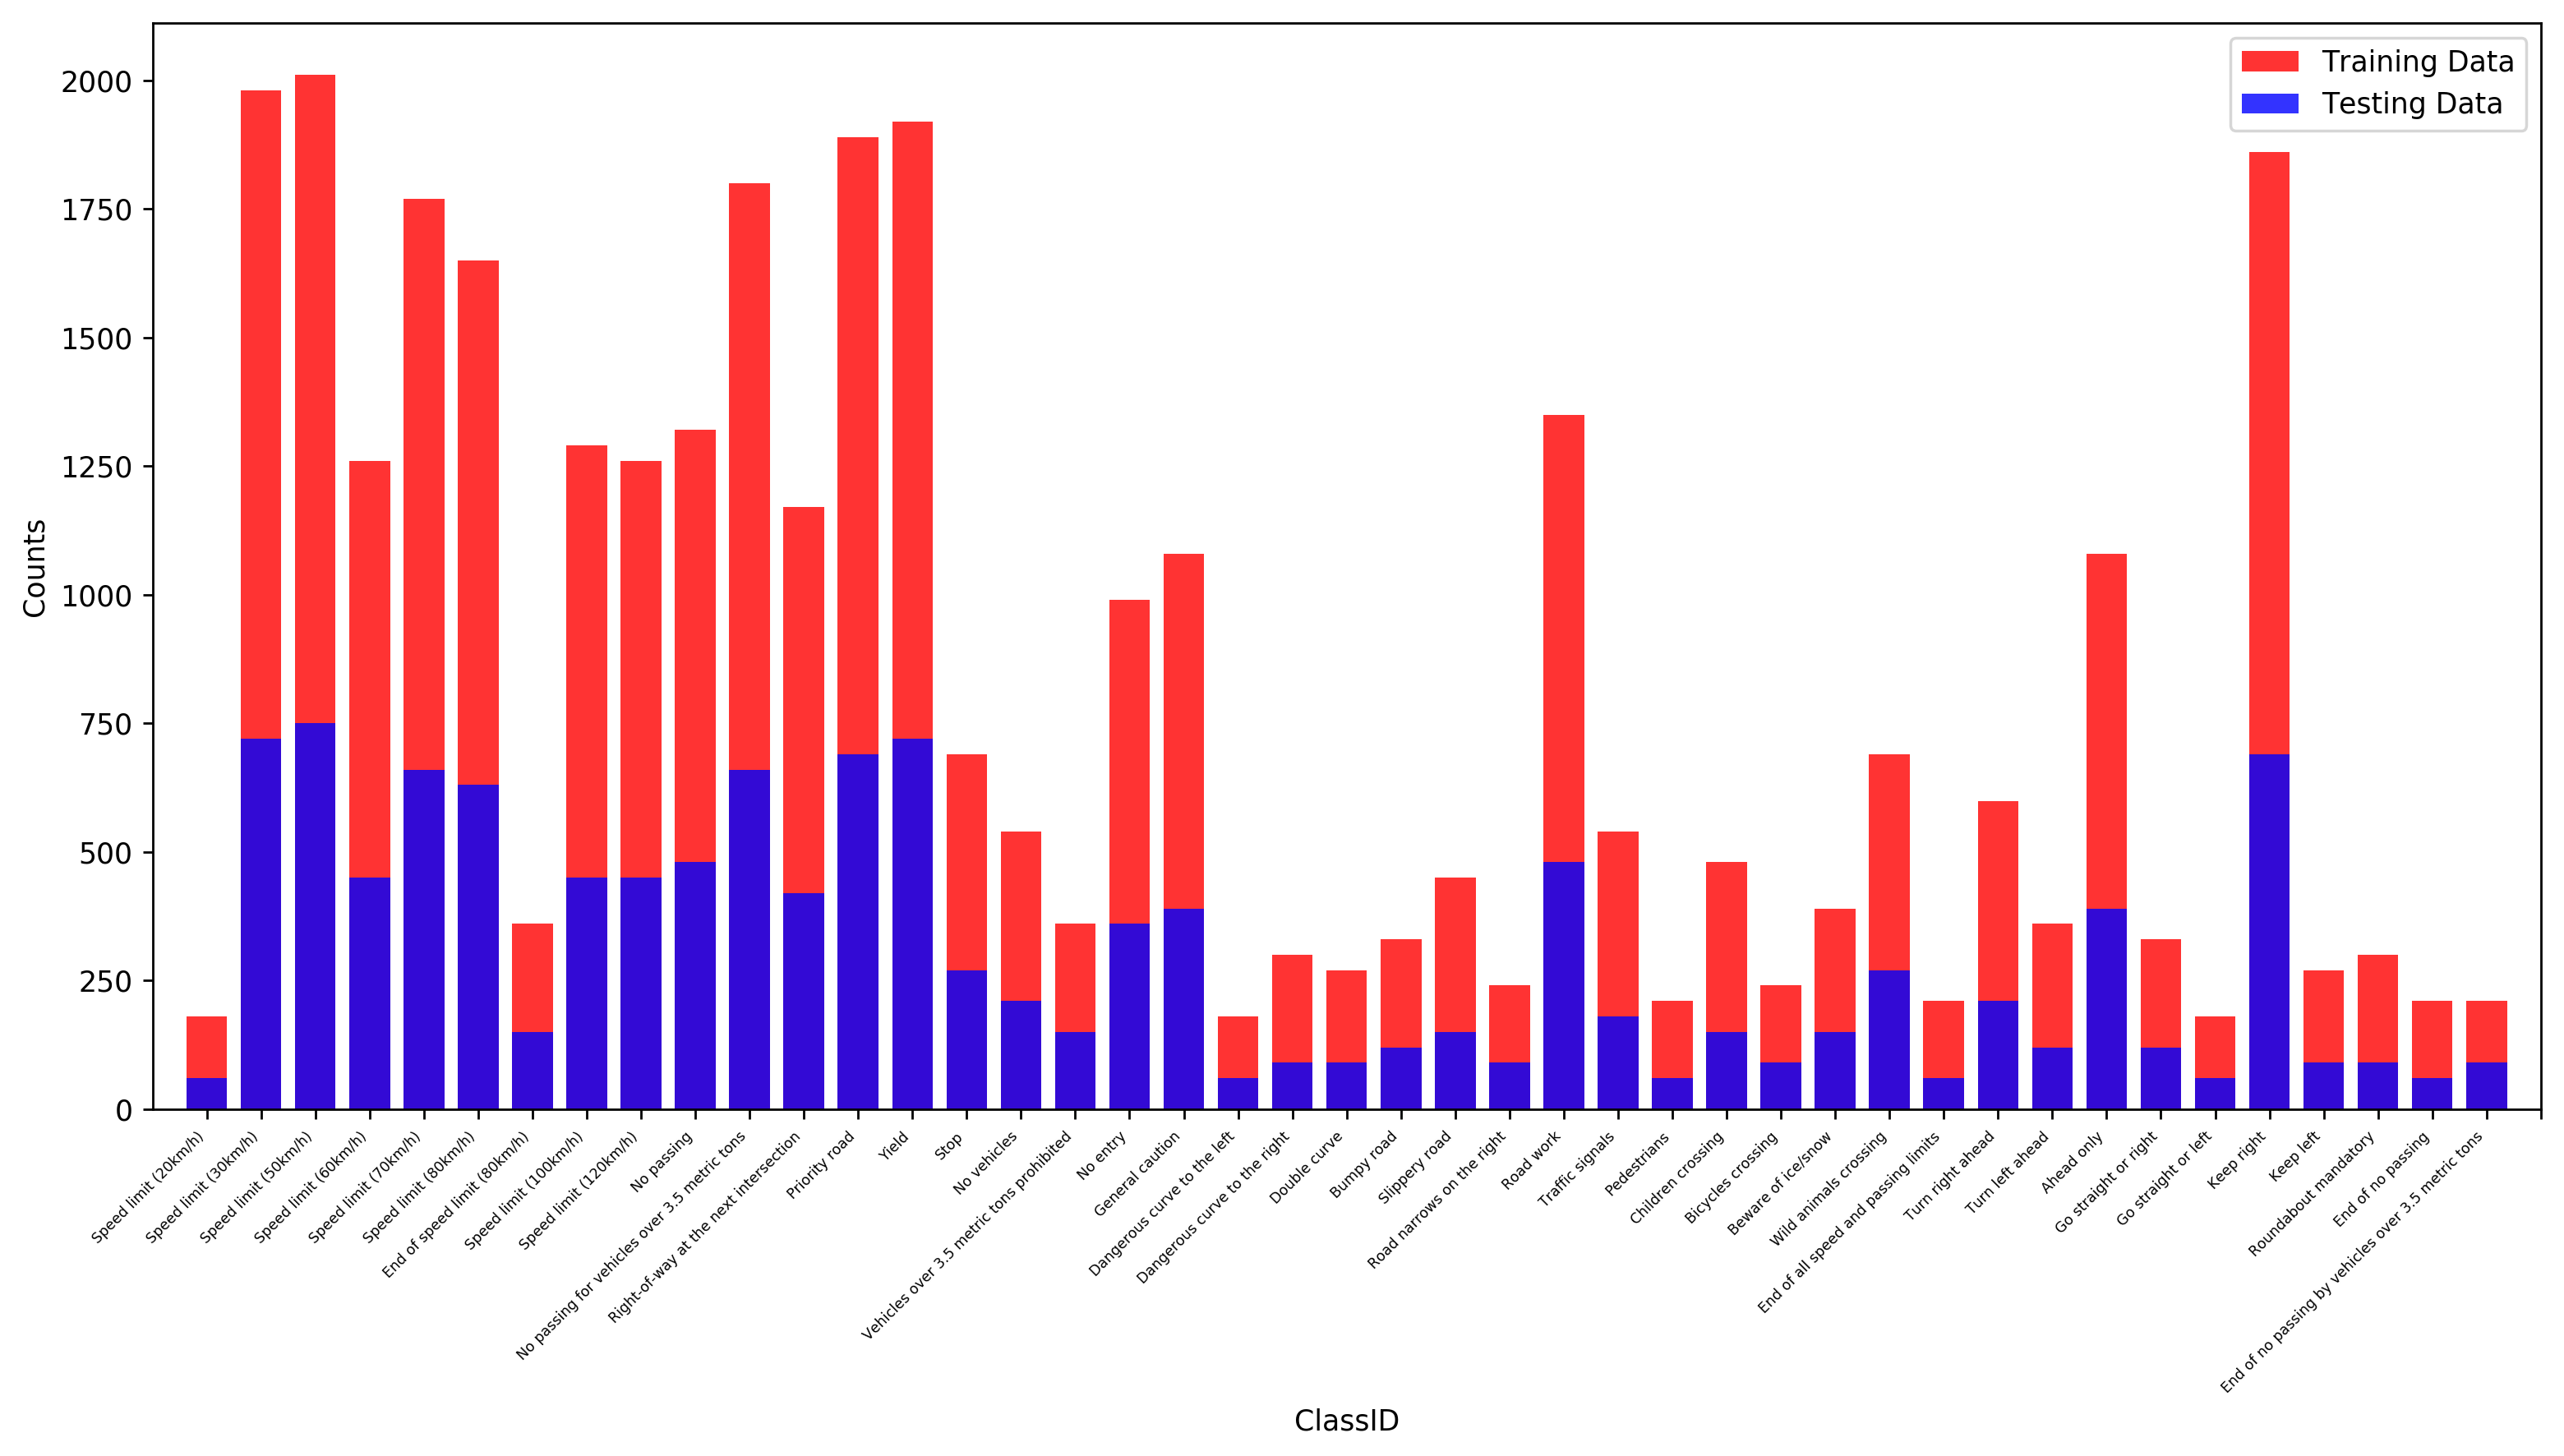 Training Data
Testing Data
Counts
2000
1750
1500
1250
1000
750
500
250
0
Speed limit (20km/h)
Speed limit (30km/h)
Speed limit (50km/h)
Speed limit (60km/h)
Speed limit (70km/h)
Speed limit (80km/h)
End of speed limit (80km/h)
Speed limit (100km/h)
Speed limit (120km/h)
No passing
No passing for vehicles over 3.5 metric tons
Right-of-way at the next intersection
Priority road
Yield
Stop
No vehicles
Vehicles over 3.5 metric tons prohibited
No entry
General caution
Dangerous curve to the left
Dangerous curve to the right
Double curve
Bumpy road
Slippery road
Road narrows on the right
Road work
Traffic signals
Pedestrians
Children crossing
Bicycles crossing
Beware of ice/snow
Wild animals crossing
End of all speed and passing limits
Turn right ahead
Turn left ahead
Ahead only
Go straight or right
Go straight or left
Keep right
Keep left
Roundabout mandatory
End of no passing
End of no passing by vehicles over 3.5 metric tons
ClassID